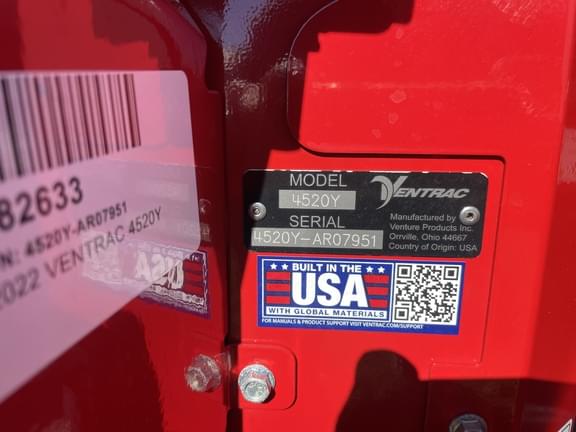 82633
N: 4520Y-AR07951
2022 VENTRAC 4520Y
MODEL
4520Y
SERIAL
4520Y-AR07951
VENTRAC
Manufactured by
Venture Products Inc.
Orrville, Ohio 44667
Country of Origin: USA
BUILT IN THE
USA
WITH GLOBAL MATERIALS
FOR MANUALS & PRODUCT SUPPORT VISIT VENTRAC.COM/SUPPORT